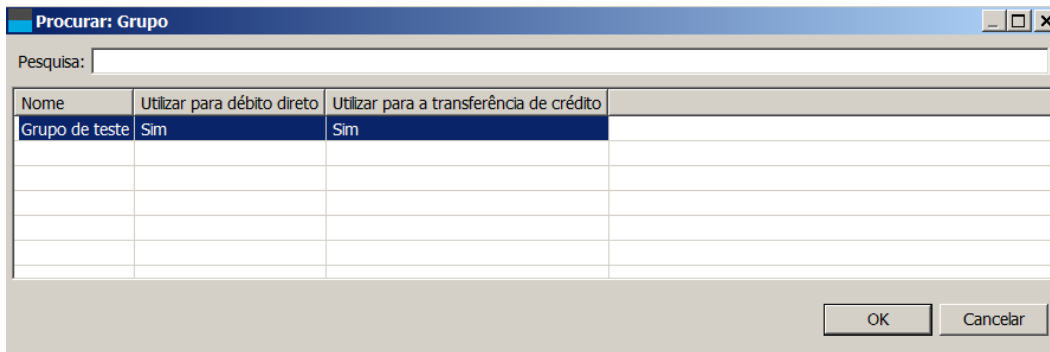 Procurar: Grupo
Pesquisa:
Nome Utilizar para débito direto Utilizar para a transferência de crédito
Grupo de teste Sim Sim
OK Cancelar